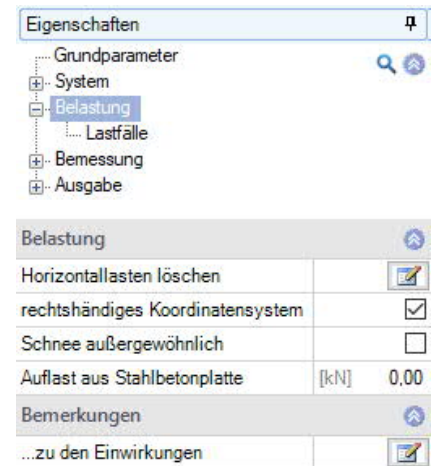 Eigenschaften
Grundparameter
System
Belastung
Lastfälle
Bemessung
Ausgabe
Belastung
Horizontallasten löschen
rechtshändiges Koordinatensystem
Schnee außergewöhnlich
Auflast aus Stahlbetonplatte [kN] 0,00
Bemerkungen
...zu den Einwirkungen